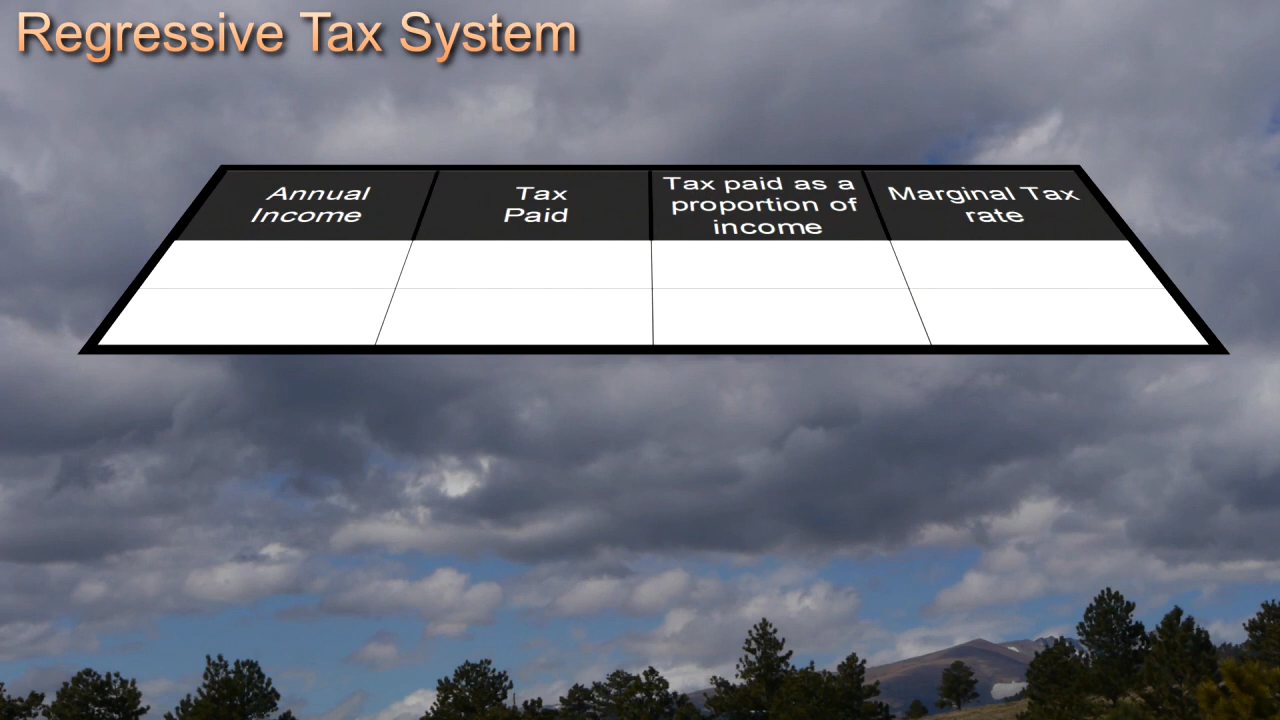 Regressive Tax System
Annual
Income
Tax
Paid
Tax paid as a
proportion of
income
Marginal Tax
rate